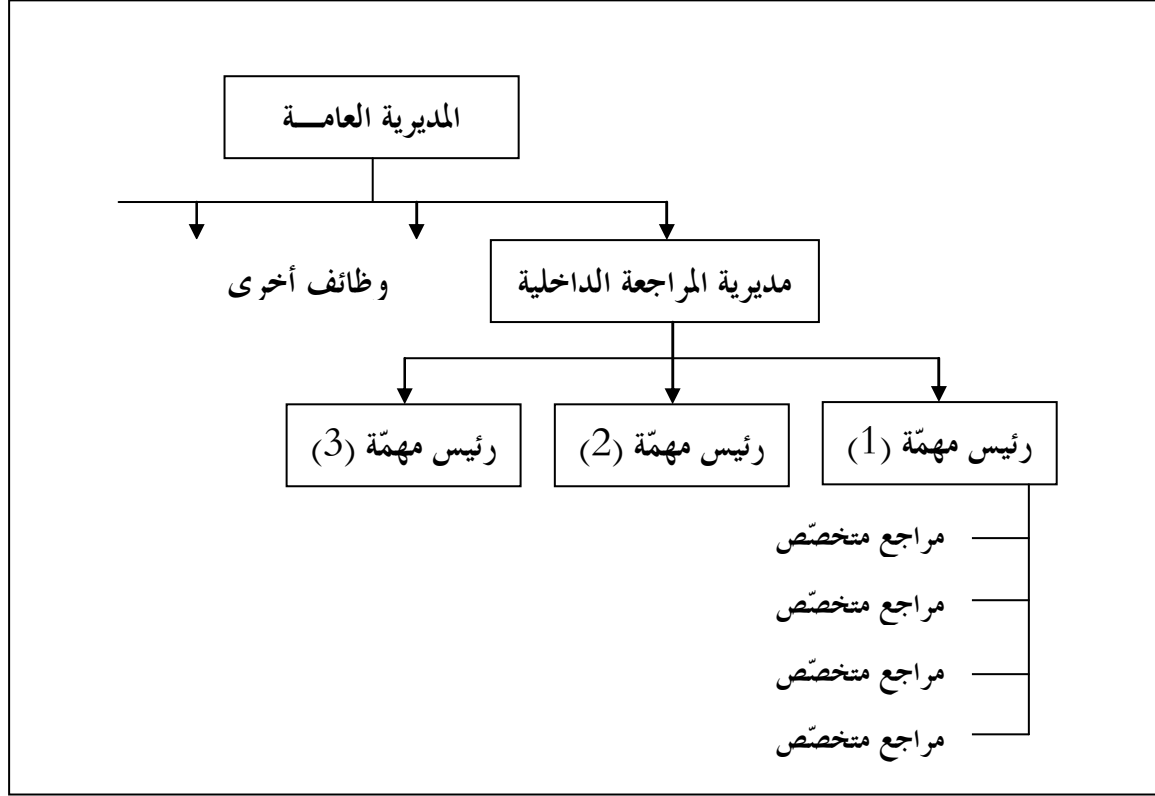 المديرية العامـــة
مديرية المراجعة الداخلية
وظائف أخرى
رئيس مهمّة (1)
رئيس مهمّة (2)
رئيس مهمّة (3)
مراجع متخصّص
مراجع متخصّص
مراجع متخصّص
مراجع متخصّص